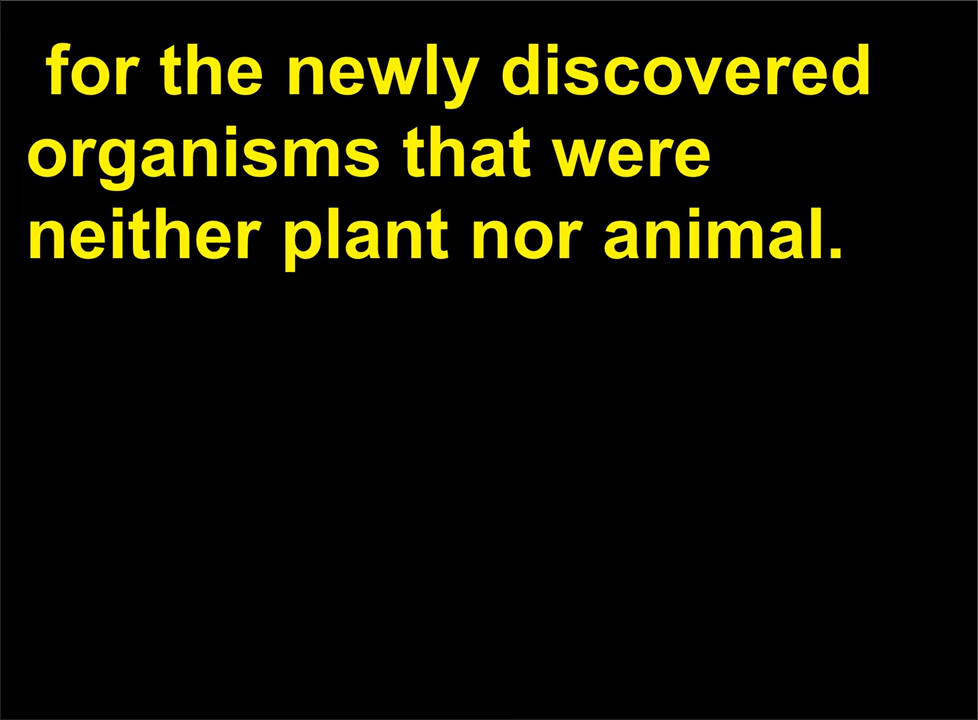 for the newly discovered
organisms that were
neither plant nor animal.